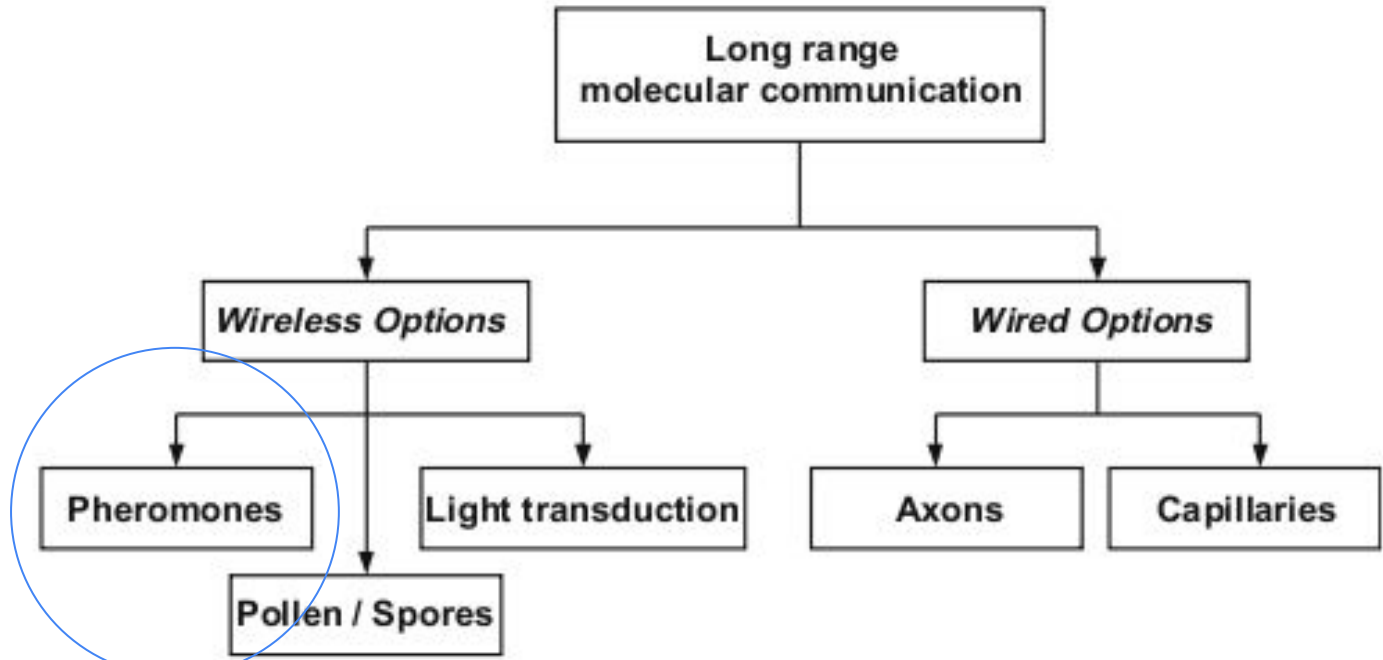 Long range
molecular communication
Wireless Options
Wired Options
Pheromones
Light transduction
Axons
Capillaries
Pollen / Spores